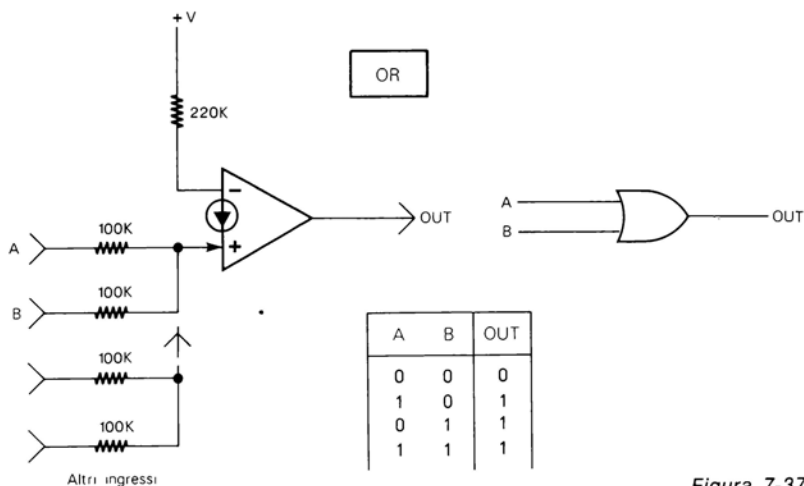 + V
OR
220K
−
+
OUT
100K
A
100K
B
100K
100K
Altri ingressi
A
B
OUT
A B OUT
0 0 0
1 0 1
0 1 1
1 1 1
Figura 7-37